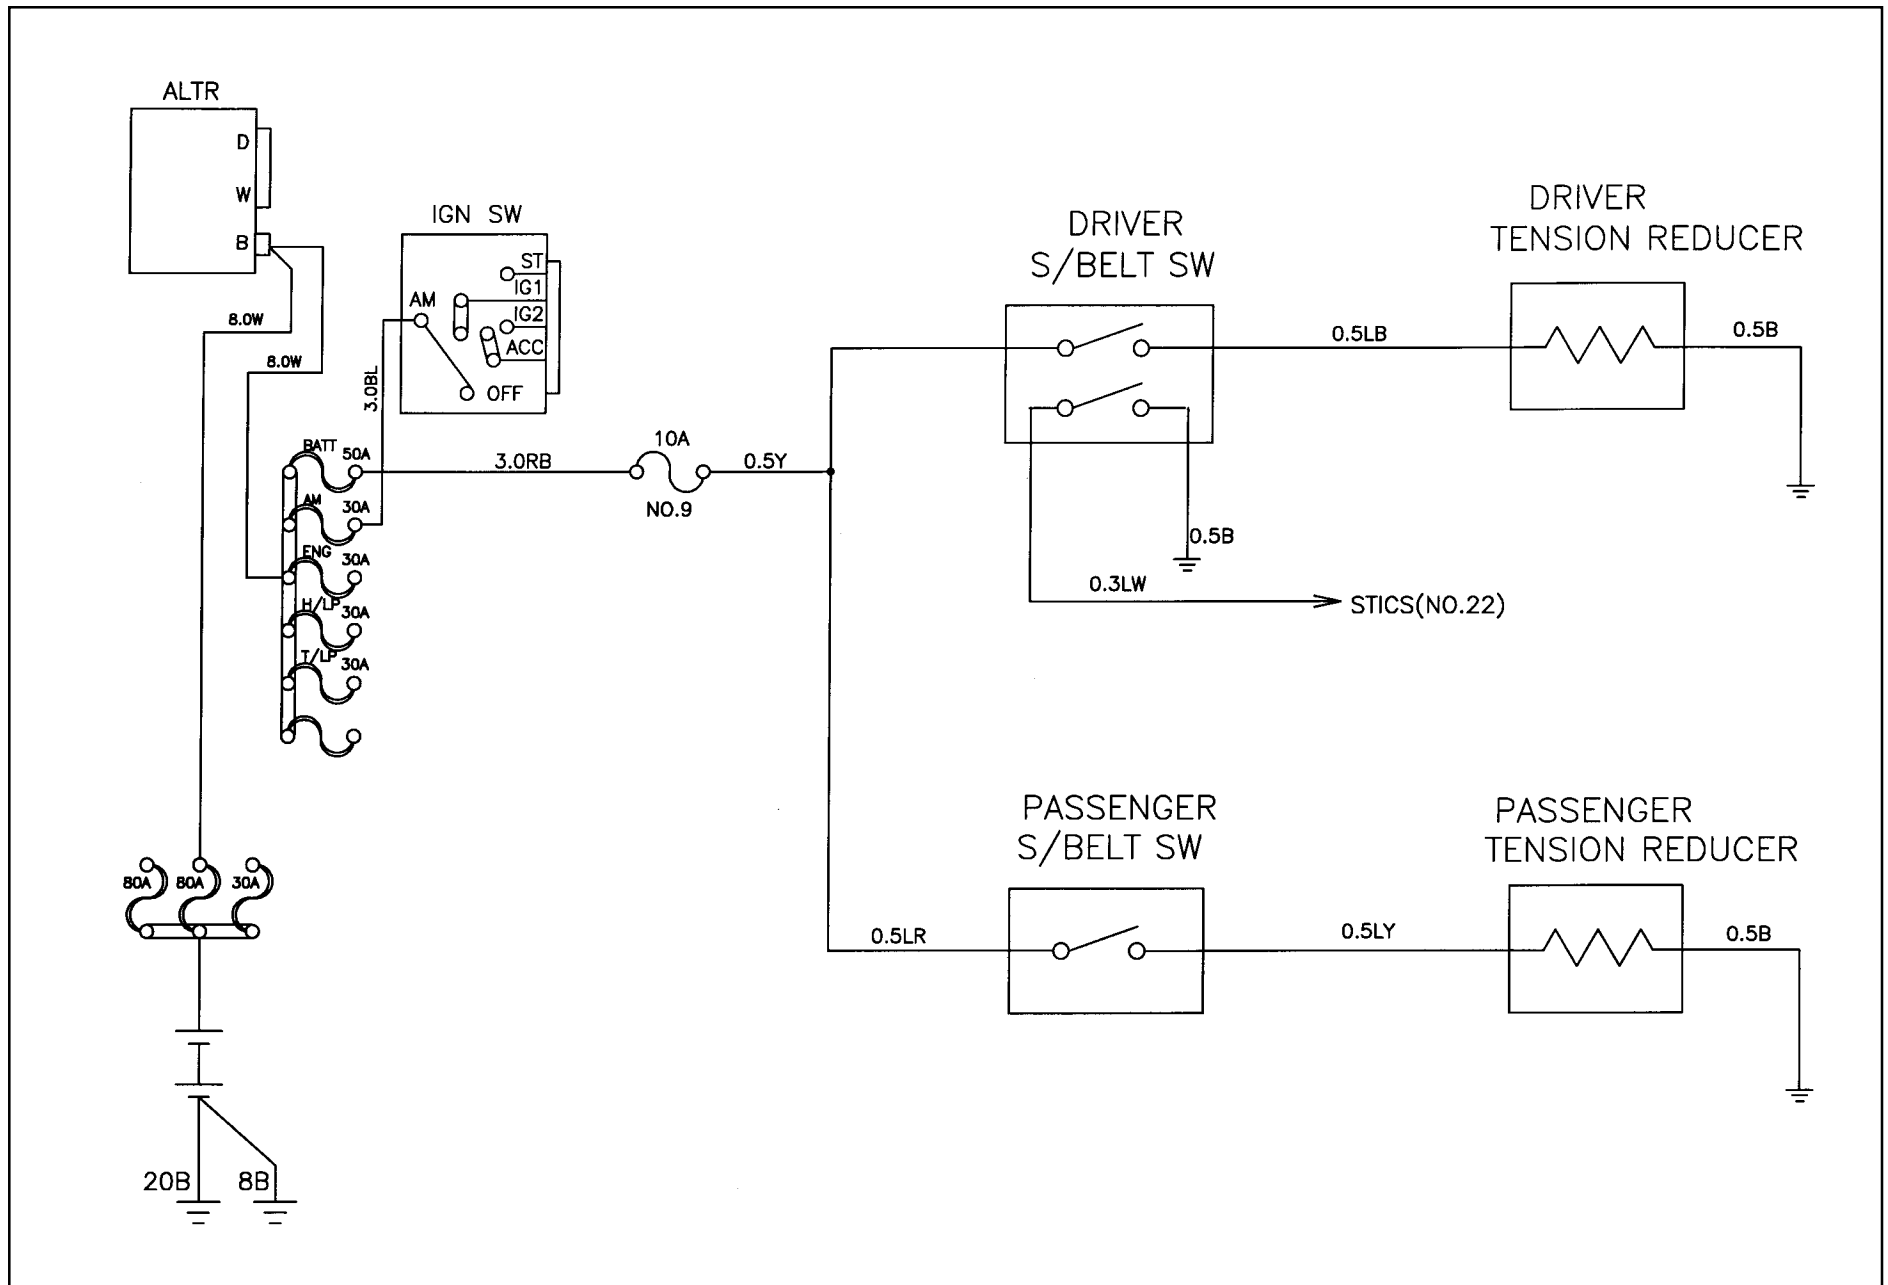 ALTR
D
W
B
8.0W
8.0W
IGN SW
ST
IG1
AM
IG2
ACC
OFF
3.0BL
BATT 50A
AM 30A
ENG 30A
H/LP 30A
T/LP 30A
3.0RB
10A
NO.9
0.5Y
DRIVER
S/BELT SW
0.5LB
DRIVER
TENSION REDUCER
0.5B
0.5B
0.3LW
STICS(NO.22)
PASSENGER
S/BELT SW
0.5LR
0.5LY
PASSENGER
TENSION REDUCER
0.5B
80A 80A 30A
20B 8B